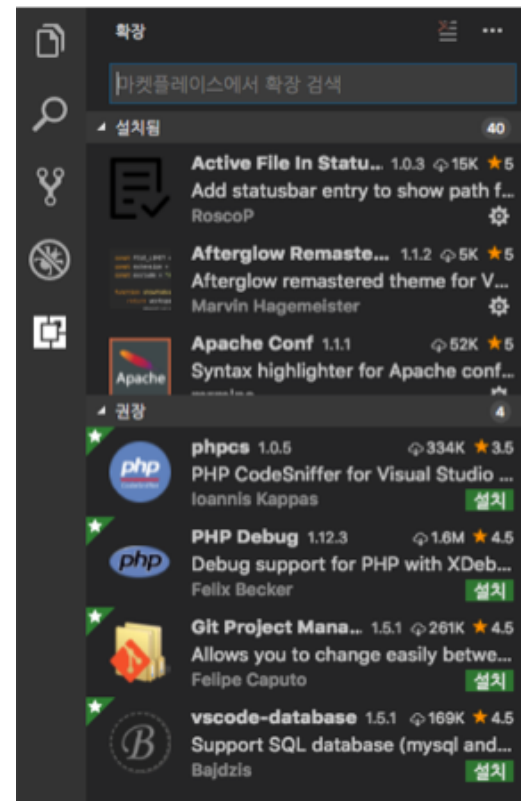 확장
마켓플레이스에서 확장 검색
설치됨 40
Active File In Statu... 1.0.3 15K ★5
Add statusbar entry to show path f...
RoscoP
Afterglow Remaste... 1.1.2 5K ★5
Afterglow remastered theme for V...
Marvin Hagemeister
Apache Conf 1.1.1 52K ★5
Apache
Syntax highlighter for Apache conf...
권장 4
phpcs 1.0.5 334K ★3.5
php
PHP CodeSniffer for Visual Studio ...
Ioannis Kappas 설치
PHP Debug 1.12.3 1.6M ★4.5
php
Debug support for PHP with XDeb...
Felix Becker 설치
Git Project Mana... 1.5.1 261K ★4.5
Allows you to change easily betwe...
Felipe Caputo 설치
vscode-database 1.5.1 169K ★4.5
B
Support SQL database (mysql and...
Bajdzis 설치